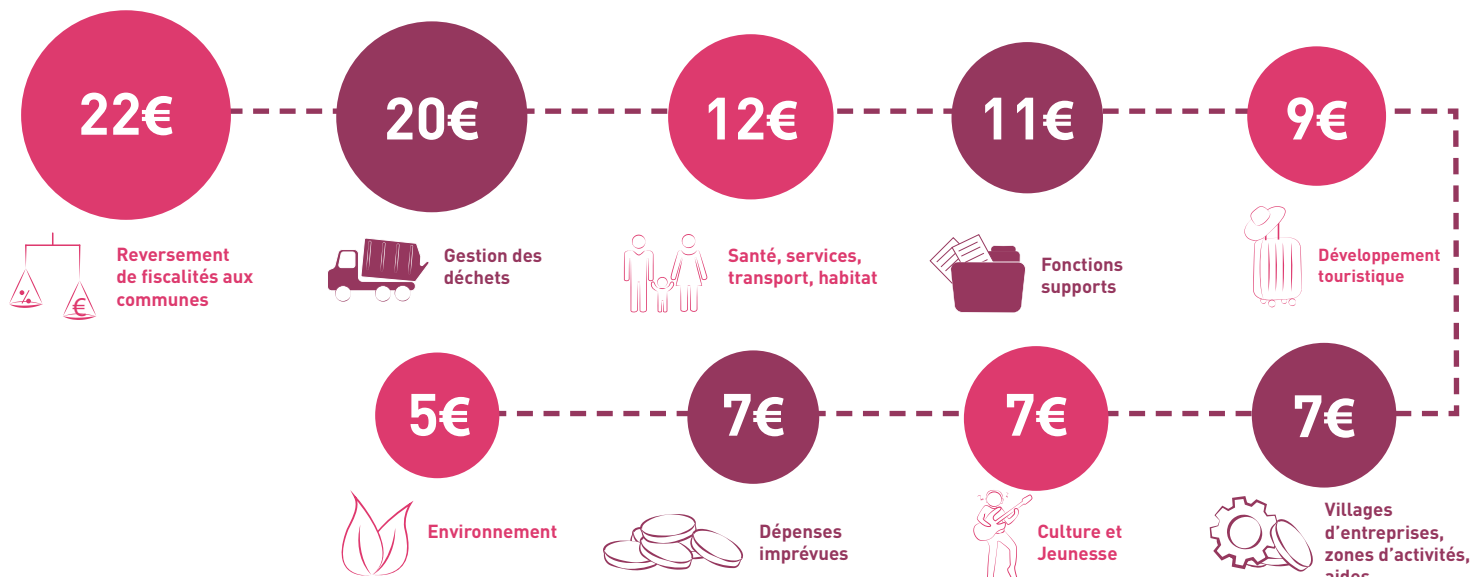 22€
20€
12€
11€
9€
Reversement
de fiscalités aux
communes
%
€
Gestion des
déchets
Santé, services,
transport, habitat
Fonctions
supports
Développement
touristique
5€
7€
7€
7€
Environnement
Dépenses
imprévues
Culture et
Jeunesse
Villages
d’entreprises,
zones d’activités,
aides